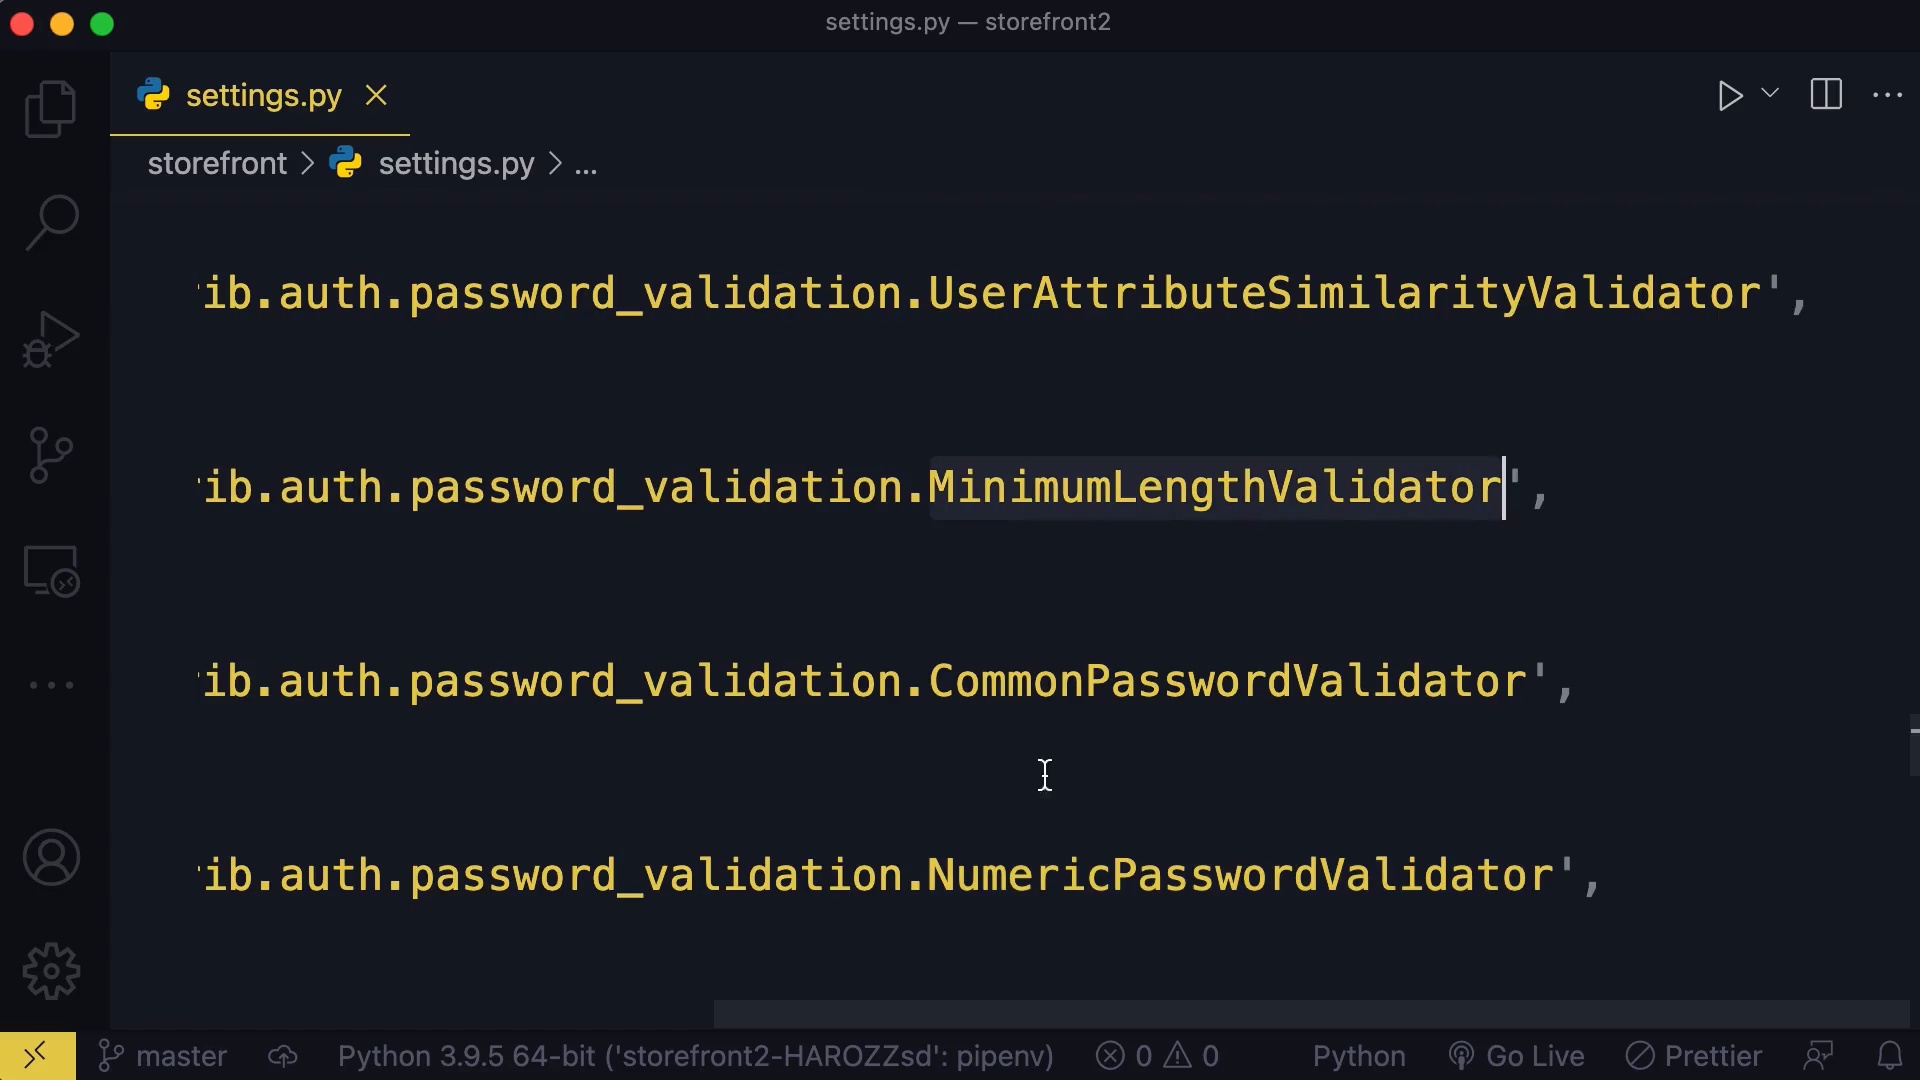 settings.py — storefront2
settings.py
storefront > settings.py > ...
ib.auth.password_validation.UserAttributeSimilarityValidator',
ib.auth.password_validation.MinimumLengthValidator',
ib.auth.password_validation.CommonPasswordValidator',
ib.auth.password_validation.NumericPasswordValidator',
master Python 3.9.5 64-bit ('storefront2-HAROZZsd': pipenv) 0 0 Python Go Live Prettier